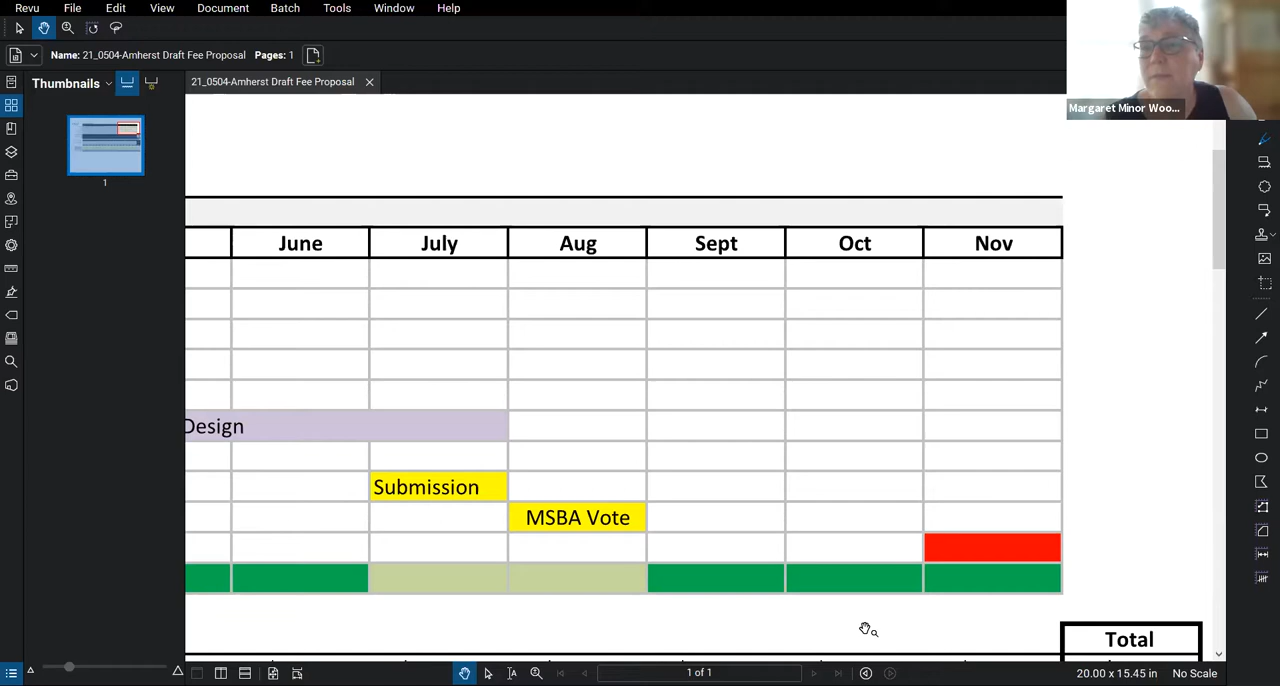 Revu File Edit View Document Batch Tools Window Help
Name: 21_0504-Amherst Draft Fee Proposal Pages: 1
Thumbnails
21_0504-Amherst Draft Fee Proposal
Margaret Minor Woo...
1
June July Aug Sept Oct Nov
Design
Submission
MSBA Vote
Total
1 of 1
20.00 x 15.45 in No Scale